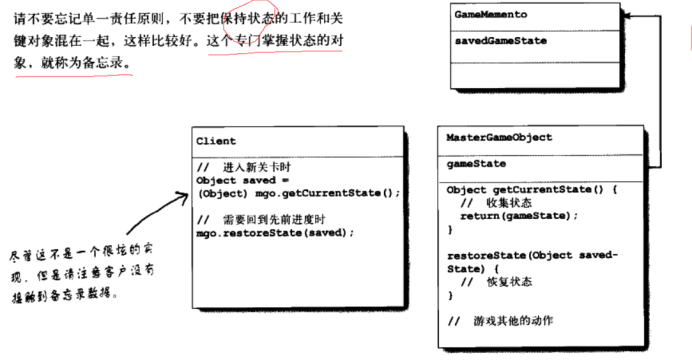 请不要忘记单一责任原则，不要把保持状态的工作和关
键对象混在一起，这样比较好。这个专门掌握状态的对
象，就称为备忘录。
GameMemento
savedGameState
Client
// 进入新关卡时
Object saved =
(Object) mgo.getCurrentState();
// 需要回到先前进度时
mgo.restoreState(saved);
尽管这不是一个很炫的实
现，但是请注意客户没有
接触到备忘录数据。
MasterGameObject
gameState
Object getCurrentState() {
// 收集状态
return(gameState);
}
restoreState(Object saved-
State) {
// 恢复状态
}
// 游戏其他的动作